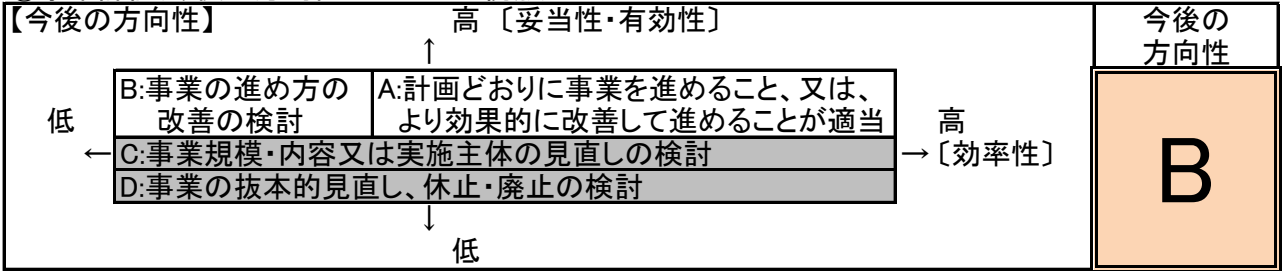 【今後の方向性】
高 〔妥当性・有効性〕
↑
今後の
方向性
B:事業の進め方の
改善の検討
A:計画どおりに事業を進めること、又は、
より効果的に改善して進めることが適当
低
←
C:事業規模・内容又は実施主体の見直しの検討
D:事業の抜本的見直し、休止・廃止の検討
高
→〔効率性〕
↓
低
B